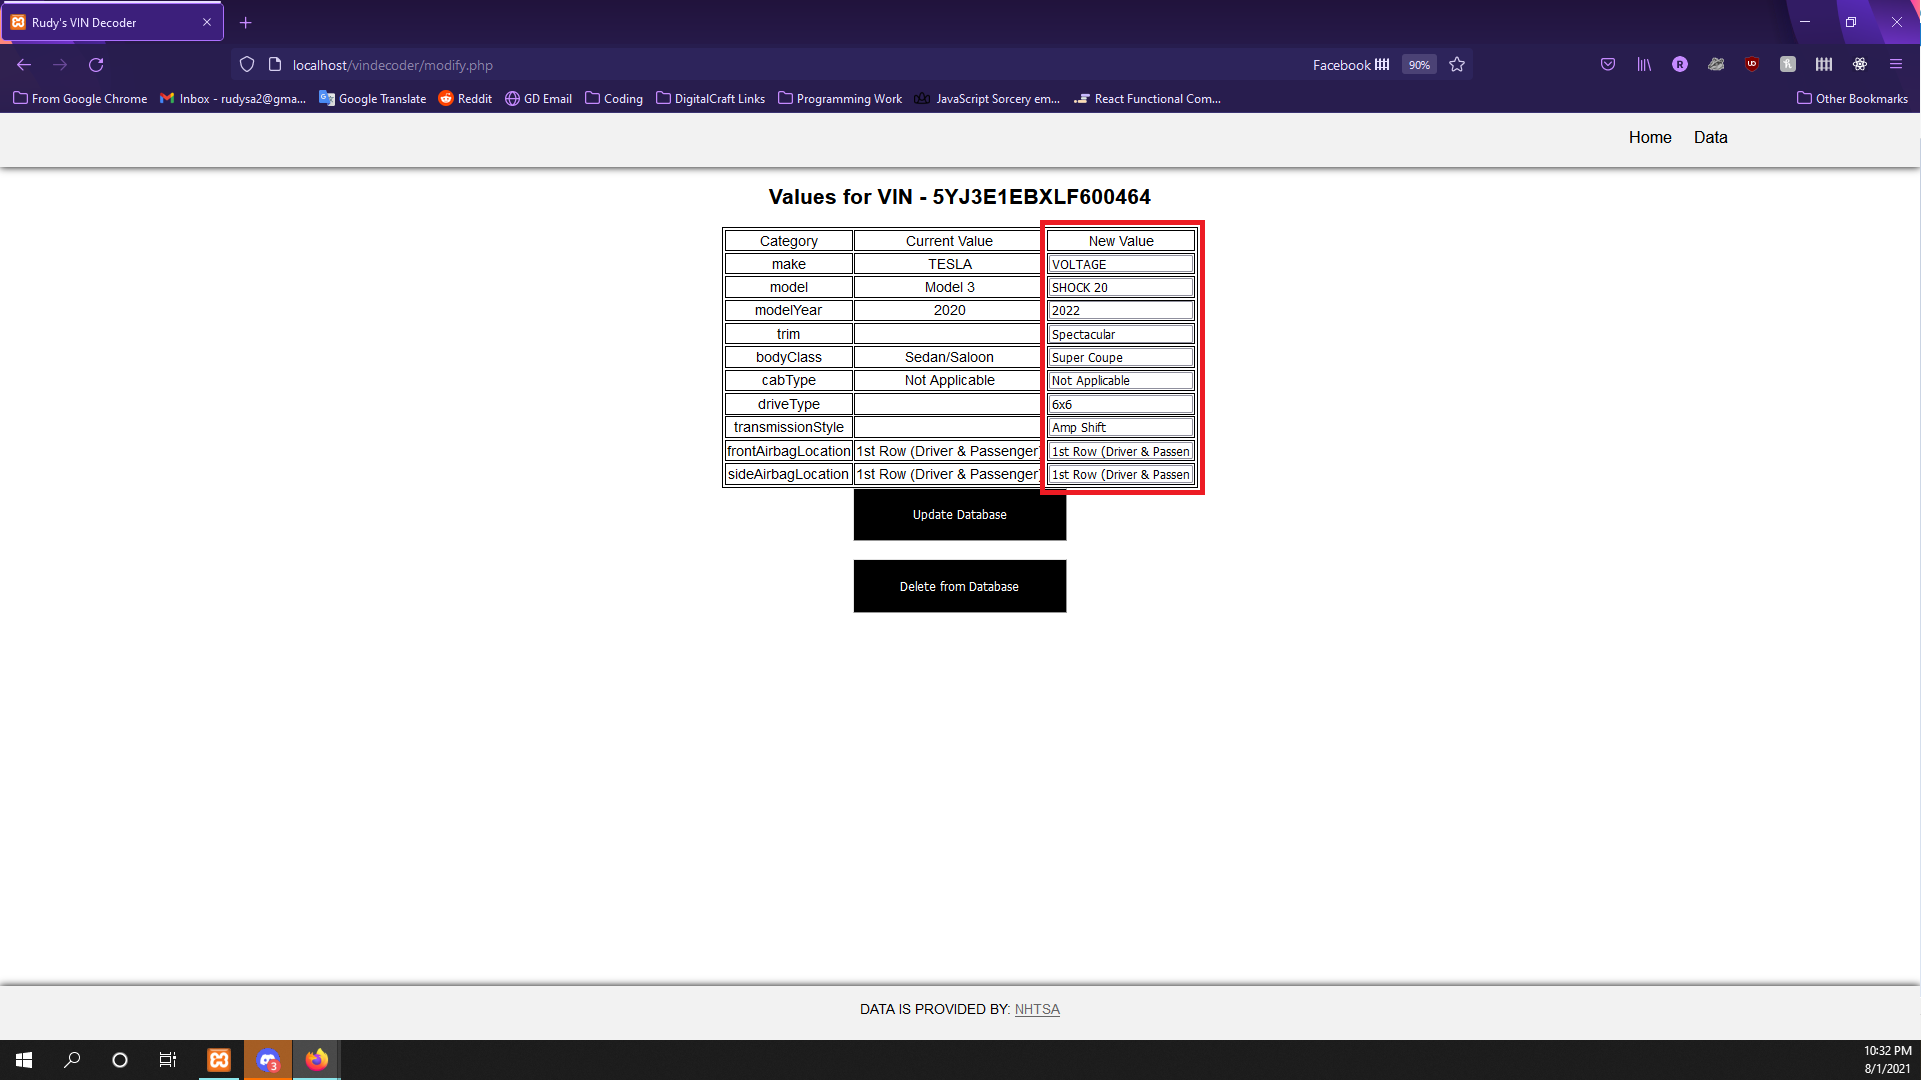 Rudy's VIN Decoder
localhost/vindecoder/modify.php
Facebook
90%
From Google Chrome
Inbox - rudysa2@gma...
Google Translate
Reddit
GD Email
Coding
DigitalCraft Links
Programming Work
JavaScript Sorcery em...
React Functional Com...
Other Bookmarks
Home Data
Values for VIN - 5YJ3E1EBXLF600464
Category Current Value New Value
make TESLA VOLTAGE
model Model 3 SHOCK 20
modelYear 2020 2022
trim Spectacular
bodyClass Sedan/Saloon Super Coupe
cabType Not Applicable Not Applicable
driveType 6x6
transmissionStyle Amp Shift
frontAirbagLocation 1st Row (Driver & Passenger) 1st Row (Driver & Passen
sideAirbagLocation 1st Row (Driver & Passenger) 1st Row (Driver & Passen
Update Database
Delete from Database
DATA IS PROVIDED BY: NHTSA
3
10:32 PM
8/1/2021